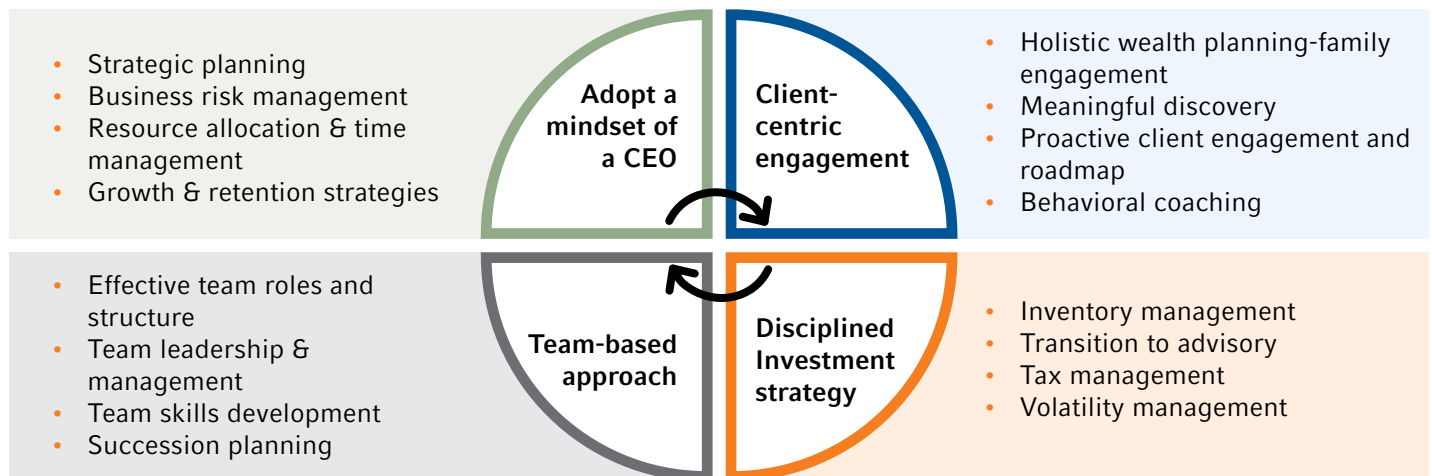 • Strategic planning
• Business risk management
• Resource allocation & time
management
• Growth & retention strategies
Adopt a
mindset of
a CEO
Client-
centric
engagement
• Holistic wealth planning-family
engagement
• Meaningful discovery
• Proactive client engagement and
roadmap
• Behavioral coaching
• Effective team roles and
structure
• Team leadership &
management
• Team skills development
• Succession planning
Team-based
approach
Disciplined
Investment
strategy
• Inventory management
• Transition to advisory
• Tax management
• Volatility management